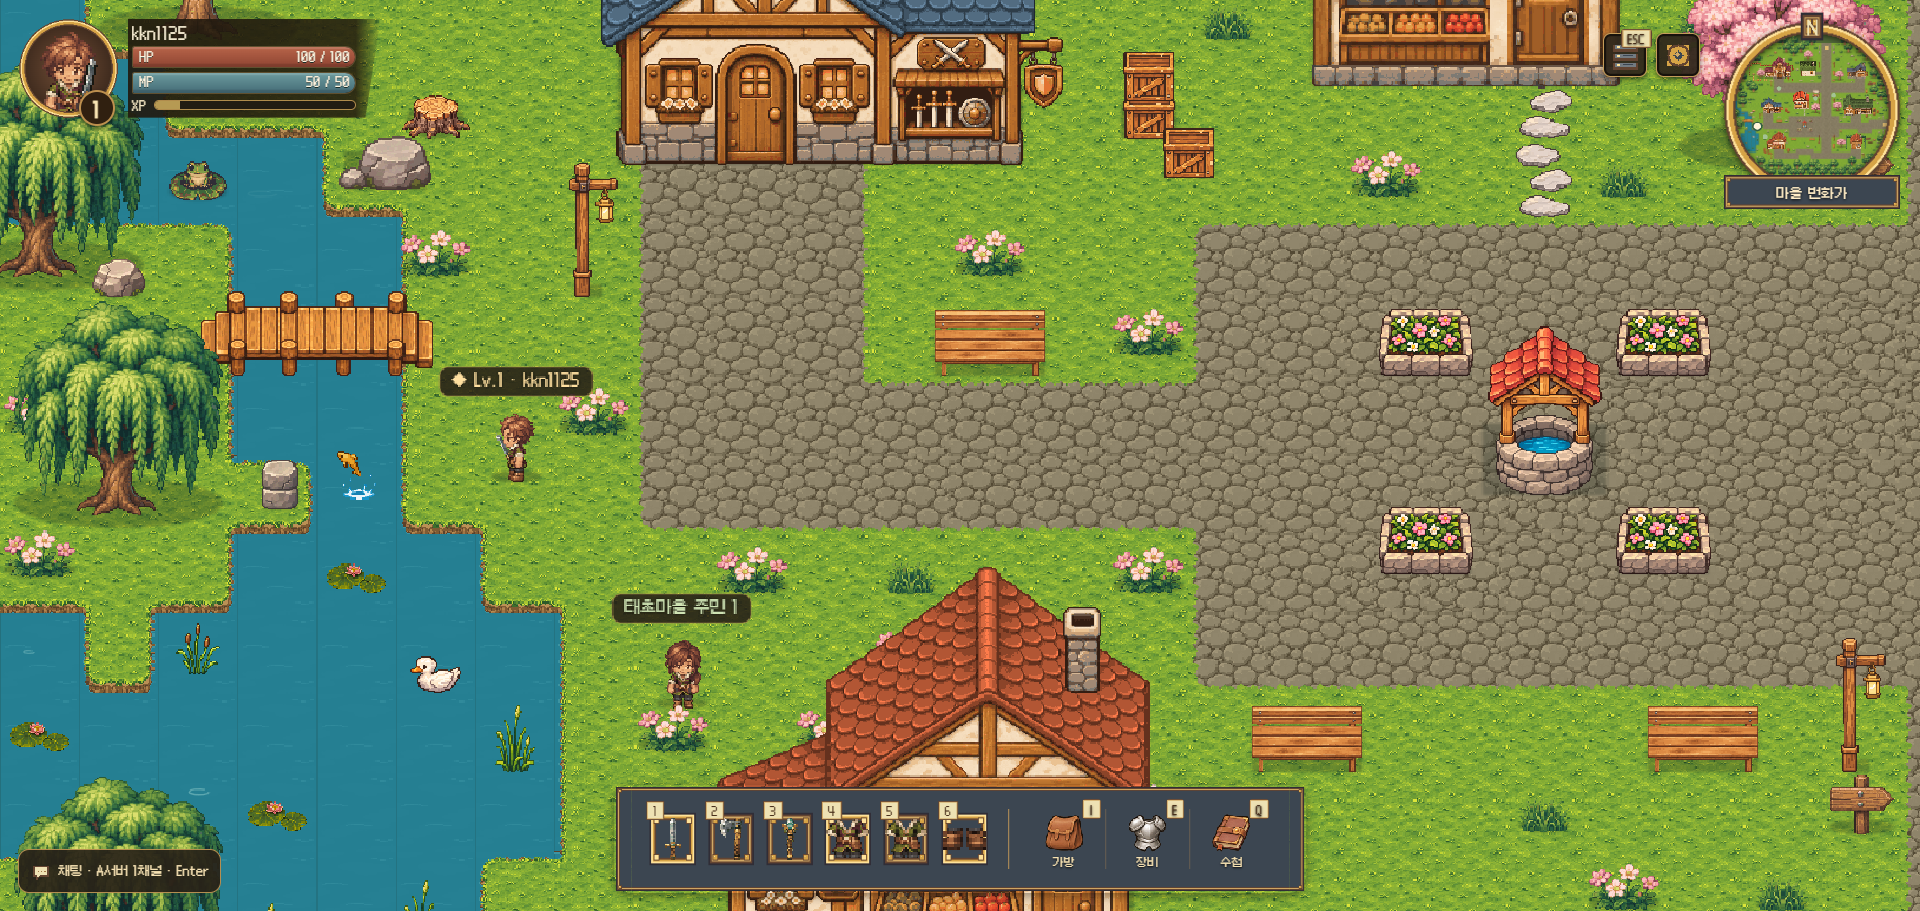 kkn1125
HP 100 / 100
MP 50 / 50
XP
1
ESC
N
마을 번화가
Lv.1 · kkn1125
태초마을 주민 1
1 2 3 4 5 6 I E Q
가방 장비 수첩
채팅 · A서버 1채널 · Enter